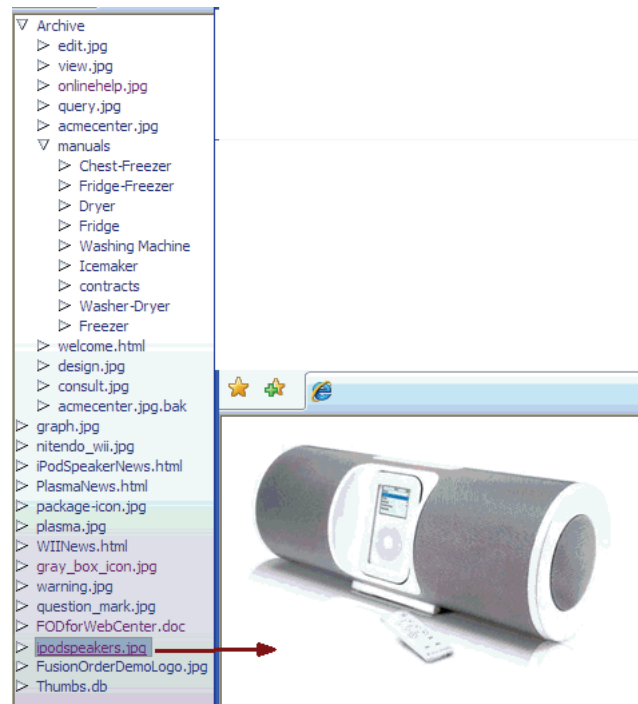 Archive
edit.jpg
view.jpg
onlinehelp.jpg
query.jpg
acmecenter.jpg
manuals
Chest-Freezer
Fridge-Freezer
Dryer
Fridge
Washing Machine
Icemaker
contracts
Washer-Dryer
Freezer
welcome.html
design.jpg
consult.jpg
acmecenter.jpg.bak
graph.jpg
nitendo_wii.jpg
iPodSpeakerNews.html
PlasmaNews.html
package-icon.jpg
plasma.jpg
WIINews.html
gray_box_icon.jpg
warning.jpg
question_mark.jpg
FODforWebCenter.doc
ipodspeakers.jpg
FusionOrderDemoLogo.jpg
Thumbs.db